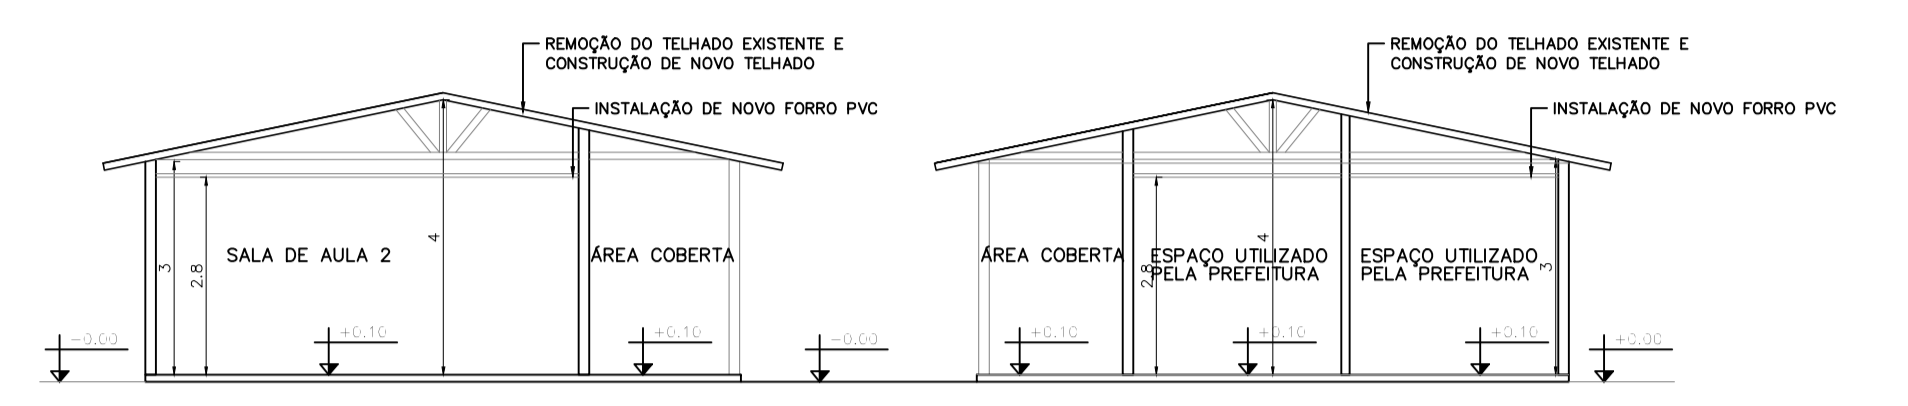 REMOÇÃO DO TELHADO EXISTENTE E
CONSTRUÇÃO DE NOVO TELHADO
INSTALAÇÃO DE NOVO FORRO PVC
SALA DE AULA 2
ÁREA COBERTA
3
2.8
4
-0.00
+0.10
+0.10
-0.00
REMOÇÃO DO TELHADO EXISTENTE E
CONSTRUÇÃO DE NOVO TELHADO
INSTALAÇÃO DE NOVO FORRO PVC
ÁREA COBERTA
ESPAÇO UTILIZADO
PELA PREFEITURA
ESPAÇO UTILIZADO
PELA PREFEITURA
2.8
4
3
+0.10
+0.10
+0.10
+0.00